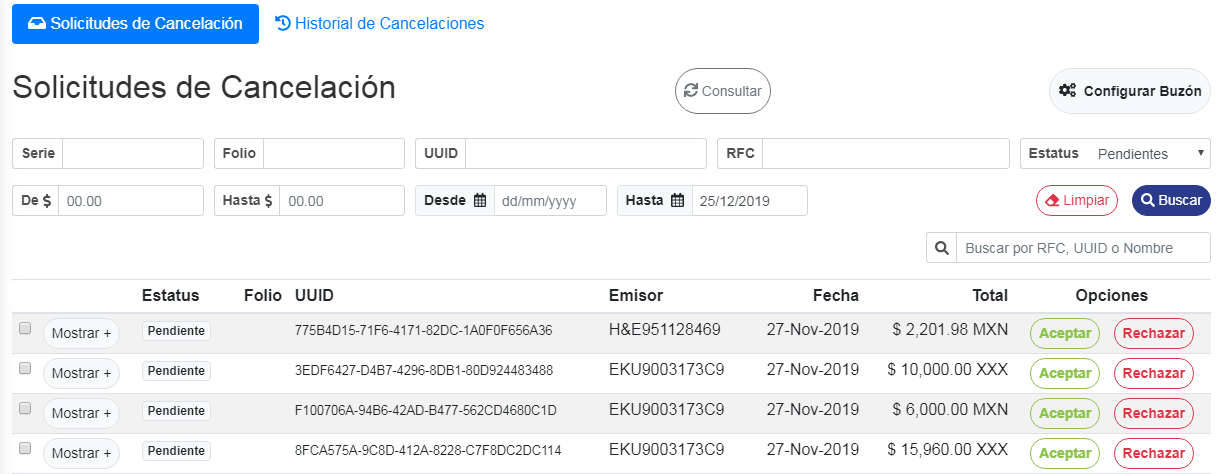 Solicitudes de Cancelación Historial de Cancelaciones
Solicitudes de Cancelación Consultar Configurar Buzón
Serie Folio UUID RFC Estatus Pendientes
De $ 00.00 Hasta $ 00.00 Desde dd/mm/yyyy Hasta 25/12/2019 Limpiar Buscar
Buscar por RFC, UUID o Nombre
Estatus Folio UUID Emisor Fecha Total Opciones
Mostrar + Pendiente 775B4D15-71F6-4171-82DC-1A0F0F656A36 H&E951128469 27-Nov-2019 $ 2,201.98 MXN Aceptar Rechazar
Mostrar + Pendiente 3EDF6427-D4B7-4296-8DB1-80D924483488 EKU9003173C9 27-Nov-2019 $ 10,000.00 XXX Aceptar Rechazar
Mostrar + Pendiente F100706A-94B6-42AD-B477-562CD4680C1D EKU9003173C9 27-Nov-2019 $ 6,000.00 MXN Aceptar Rechazar
Mostrar + Pendiente 8FCA575A-9C8D-412A-8228-C7F8DC2DC114 EKU9003173C9 27-Nov-2019 $ 15,960.00 XXX Aceptar Rechazar